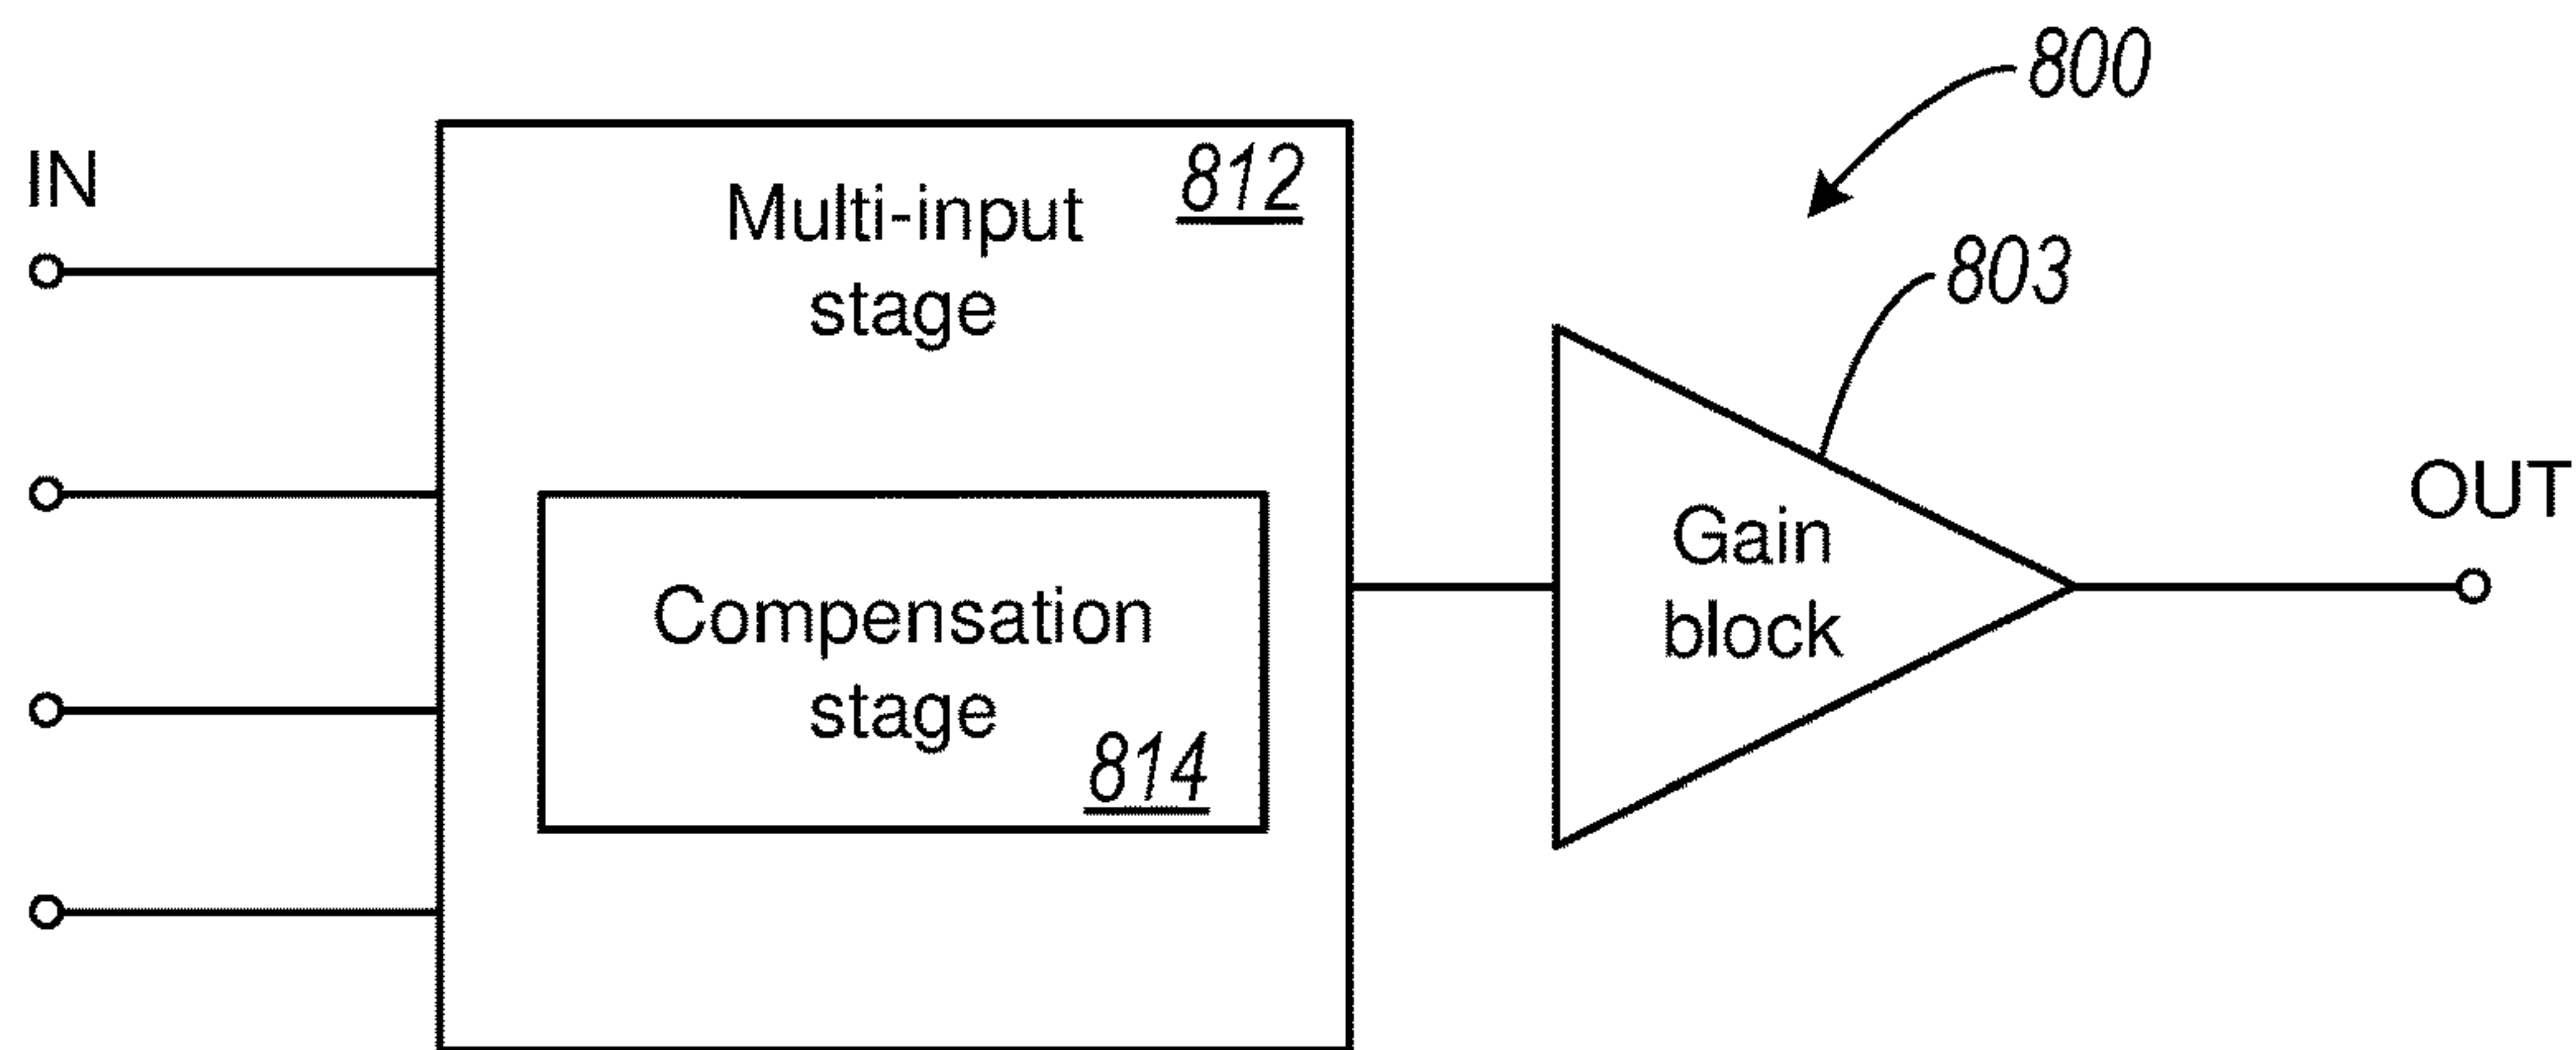 800
IN
812
Multi-input
stage
803
OUT
Gain
block
Compensation
stage
814